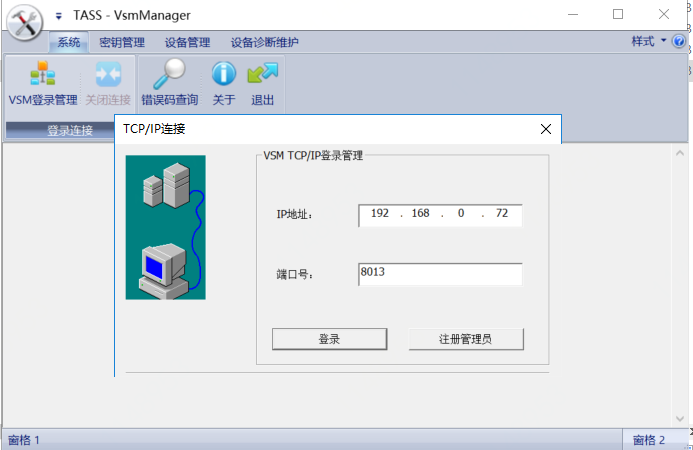 TASS - VsmManager
系统 密钥管理 设备管理 设备诊断维护 样式
VSM登录管理 关闭连接 错误码查询 关于 退出
登录连接
TCP/IP连接
VSM TCP/IP登录管理
IP地址: 192 . 168 . 0 . 72
端口号: 8013
登录 注册管理员
窗格 1 窗格 2